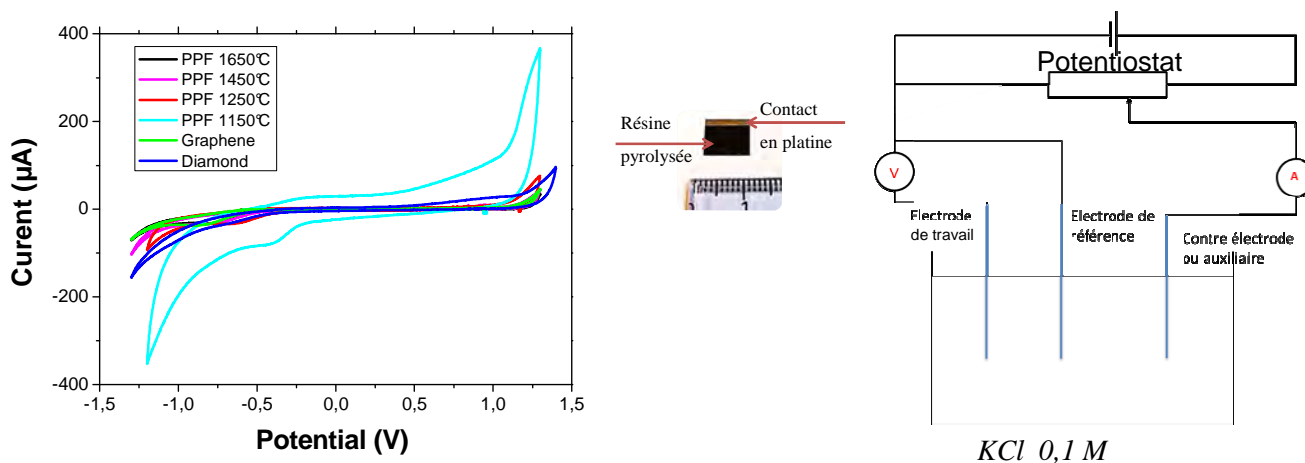 400
200
0
-200
-400
-1,5
-1,0
-0,5
0,0
0,5
1,0
1,5
Curent (µA)
Potential (V)
PPF 1650°C
PPF 1450°C
PPF 1250°C
PPF 1150°C
Graphene
Diamond
Résine
pyrolysée
Contact
en platine
1
Potentiostat
V
A
Electrode
de travail
Electrode de
référence
Contre électrode
ou auxiliaire
KCl 0,1 M